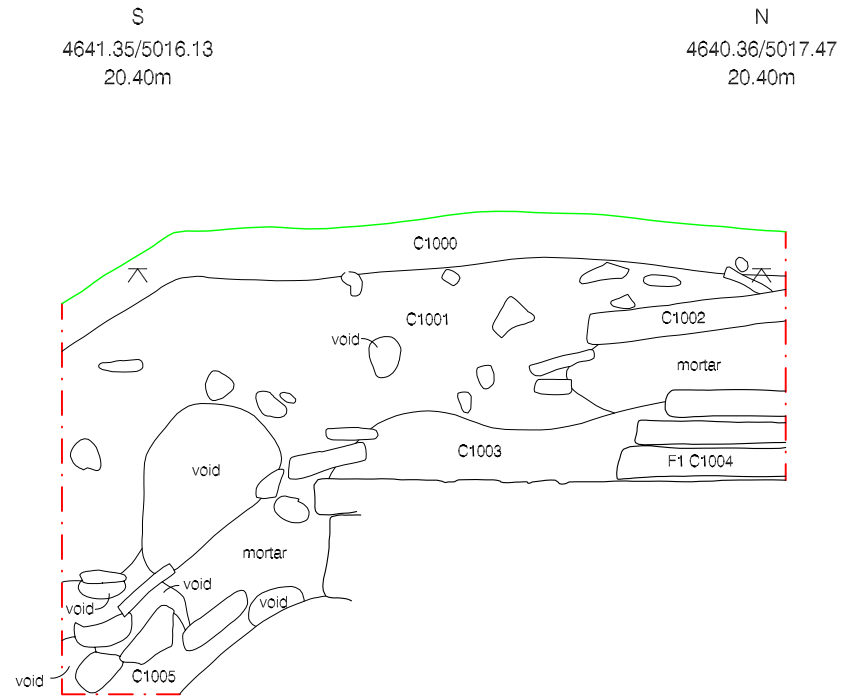 S
4641.35/5016.13
20.40m
N
4640.36/5017.47
20.40m
C1000
C1001
C1002
void
mortar
C1003
F1 C1004
void
mortar
void
void
void
C1005
void